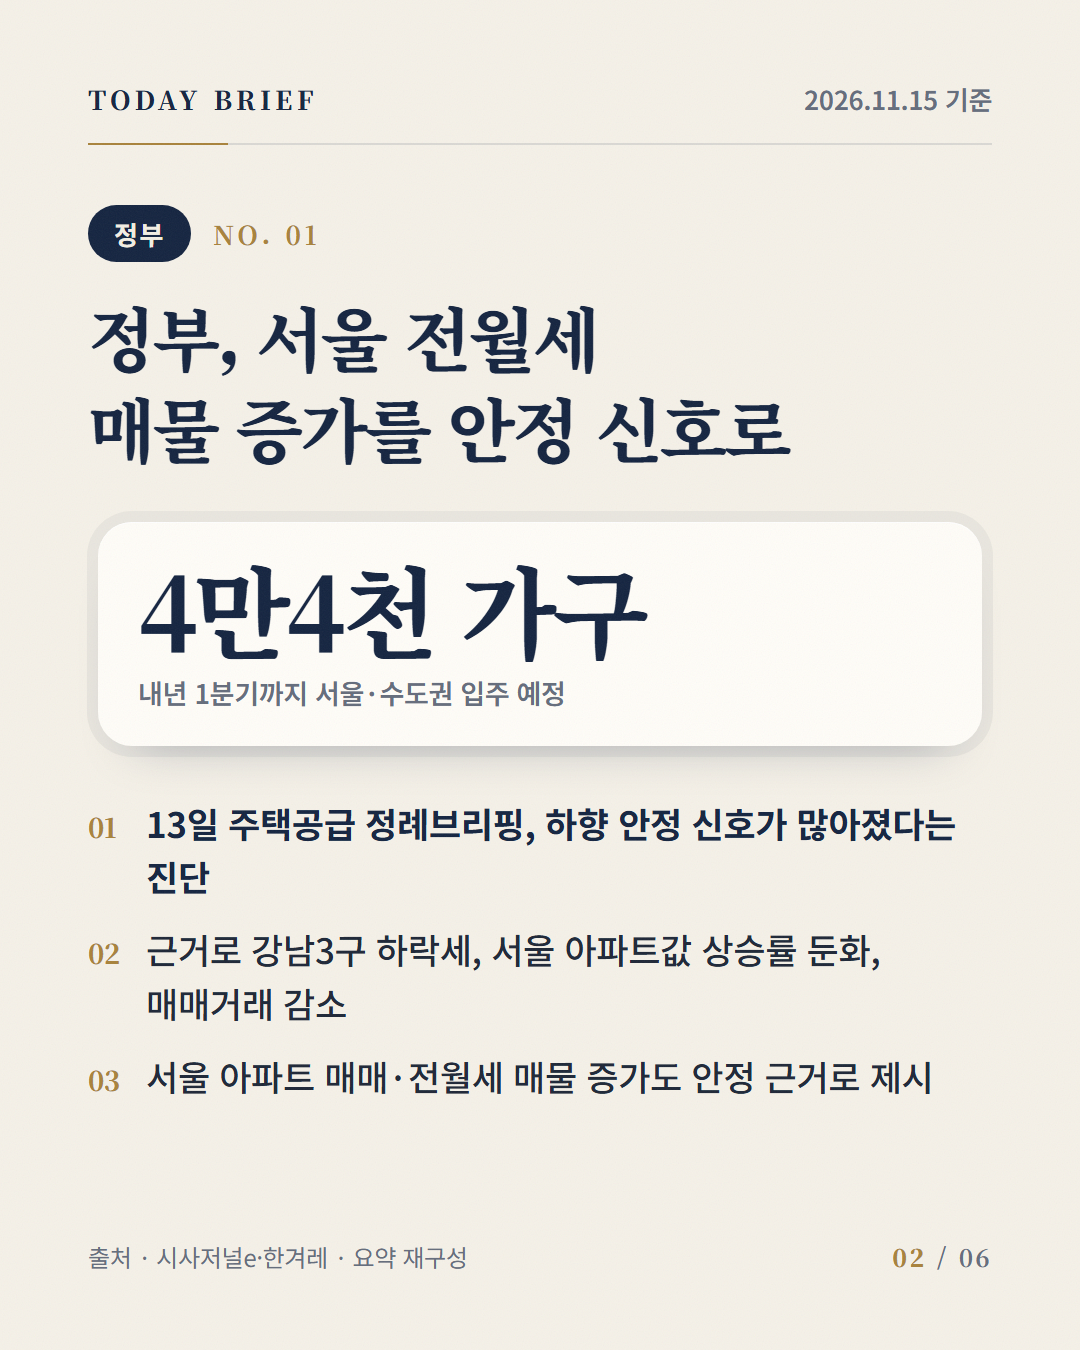 TODAY BRIEF
2026.11.15 기준
정부
NO. 01
정부, 서울 전월세
매물 증가를 안정 신호로
4만4천 가구
내년 1분기까지 서울·수도권 입주 예정
01 13일 주택공급 정례브리핑, 하향 안정 신호가 많아졌다는
진단
02 근거로 강남3구 하락세, 서울 아파트값 상승률 둔화,
매매거래 감소
03 서울 아파트 매매·전월세 매물 증가도 안정 근거로 제시
출처 · 시사저널e·한겨레 · 요약 재구성
02 / 06